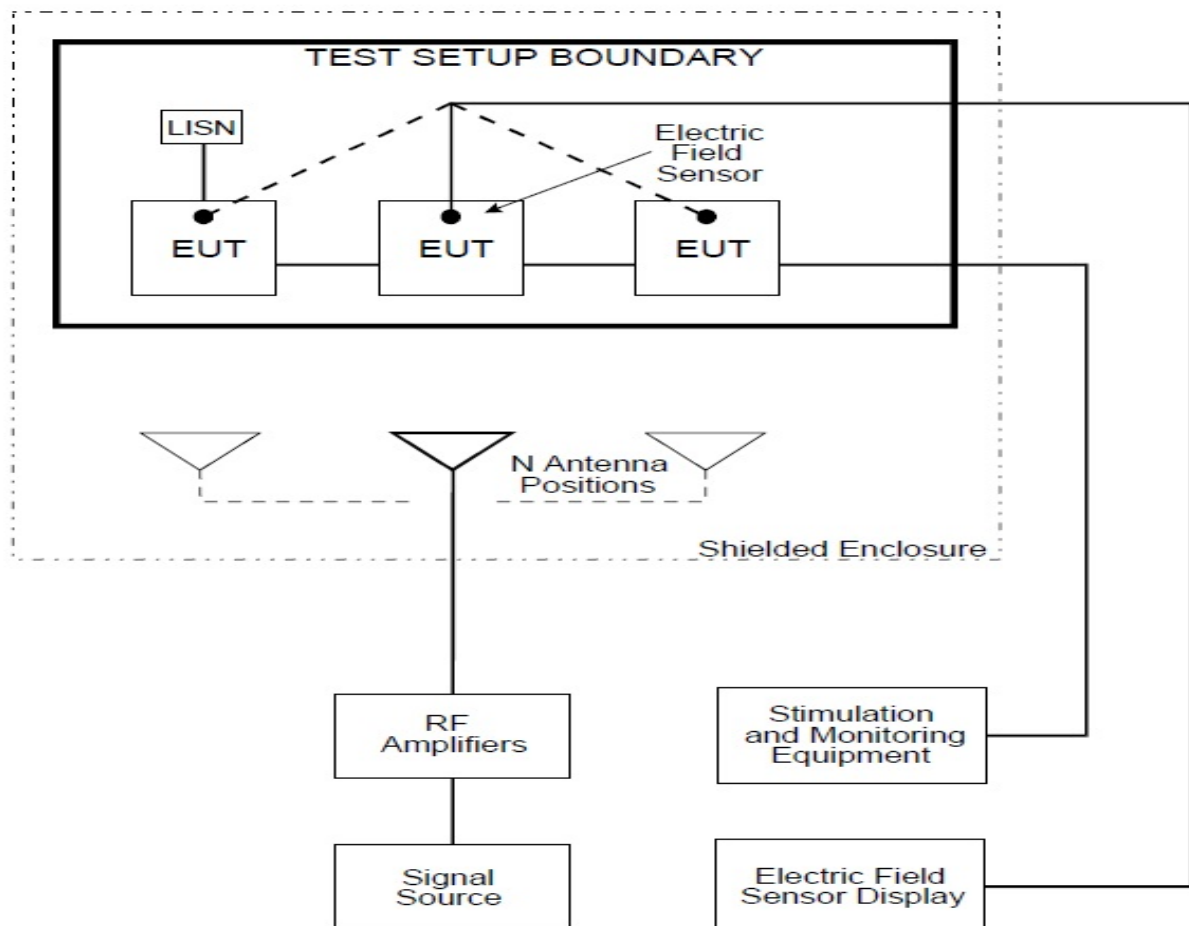 TEST SETUP BOUNDARY
LISN
Electric
Field
Sensor
EUT
EUT
EUT
N Antenna
Positions
Shielded Enclosure
RF
Amplifiers
Stimulation
and Monitoring
Equipment
Signal
Source
Electric Field
Sensor Display